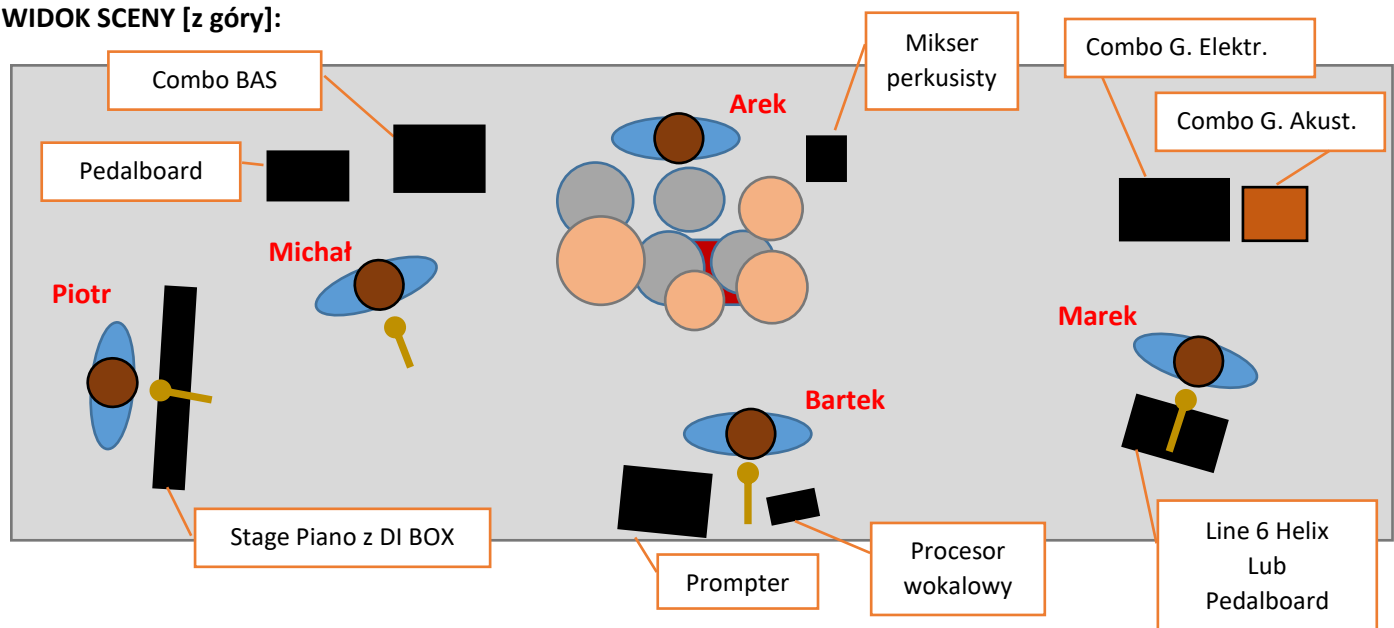 WIDOK SCENY [z góry]:
Combo BAS
Mikser
perkusisty
Combo G. Elektr.
Arek
Combo G. Akust.
Pedalboard
Michał
Piotr
Marek
Bartek
Stage Piano z DI BOX
Prompter
Procesor
wokalowy
Line 6 Helix
Lub
Pedalboard